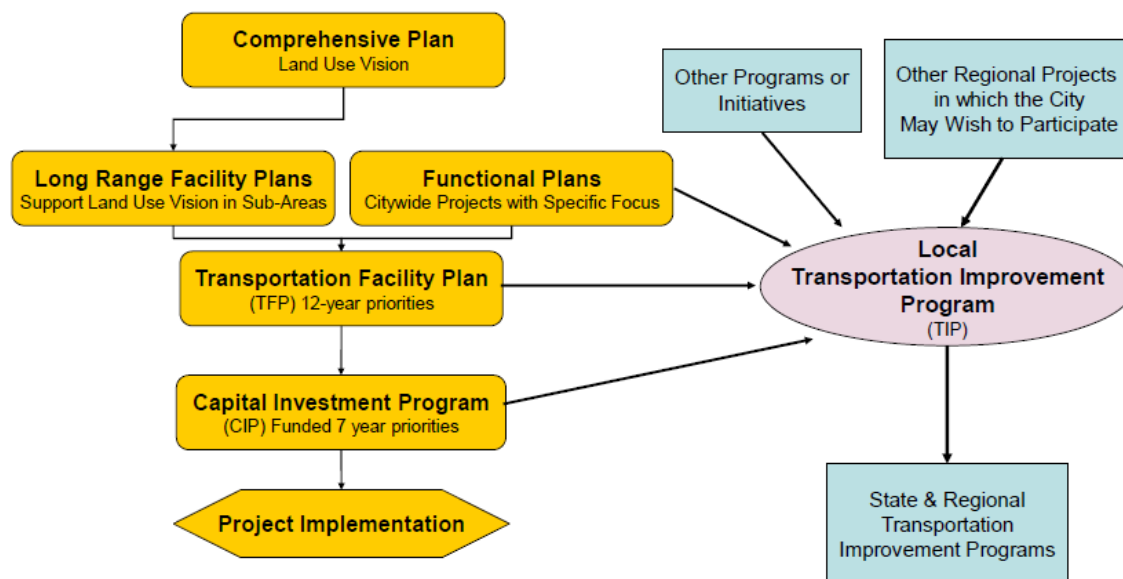 Comprehensive Plan
Land Use Vision
Other Programs or
Initiatives
Other Regional Projects
in which the City
May Wish to Participate
Long Range Facility Plans
Support Land Use Vision in Sub-Areas
Functional Plans
Citywide Projects with Specific Focus
Transportation Facility Plan
(TFP) 12-year priorities
Local
Transportation Improvement
Program
(TIP)
Capital Investment Program
(CIP) Funded 7 year priorities
Project Implementation
State & Regional
Transportation
Improvement Programs